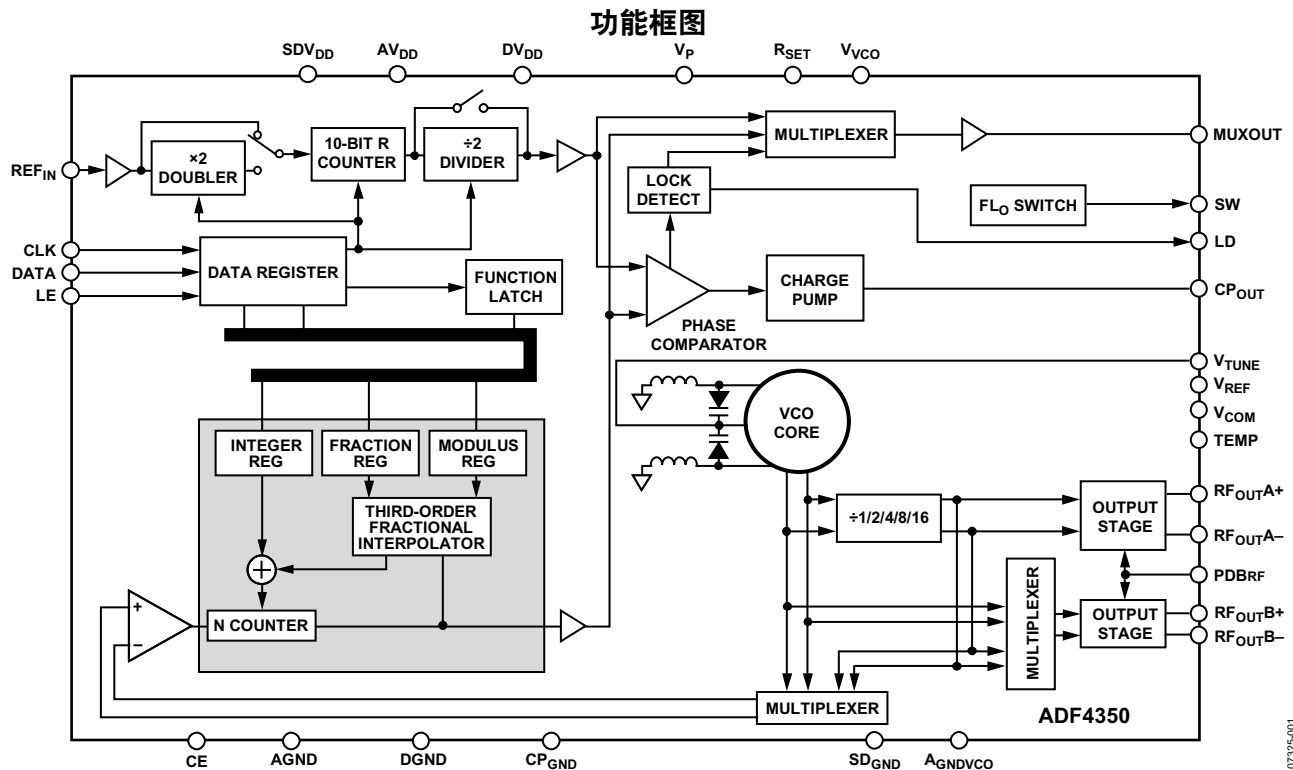 功能框图
SDVDD
AVDD
DVDD
VP
RSET
VVCO
REFIN
×2
DOUBLER
10-BIT R
COUNTER
÷2
DIVIDER
MULTIPLEXER
MUXOUT
LOCK
DETECT
FLO SWITCH
SW
LD
CLK
DATA
LE
DATA REGISTER
FUNCTION
LATCH
PHASE
COMPARATOR
CHARGE
PUMP
CPOUT
VTUNE
VREF
VCOM
TEMP
VCO
CORE
INTEGER
REG
FRACTION
REG
MODULUS
REG
THIRD-ORDER
FRACTIONAL
INTERPOLATOR
+
−
N COUNTER
÷1/2/4/8/16
OUTPUT
STAGE
RFOUTA+
RFOUTA−
PDBRF
MULTIPLEXER
OUTPUT
STAGE
RFOUTB+
RFOUTB−
MULTIPLEXER
ADF4350
CE
AGND
DGND
CPGND
SDGND
AGNDVCO
07325-001